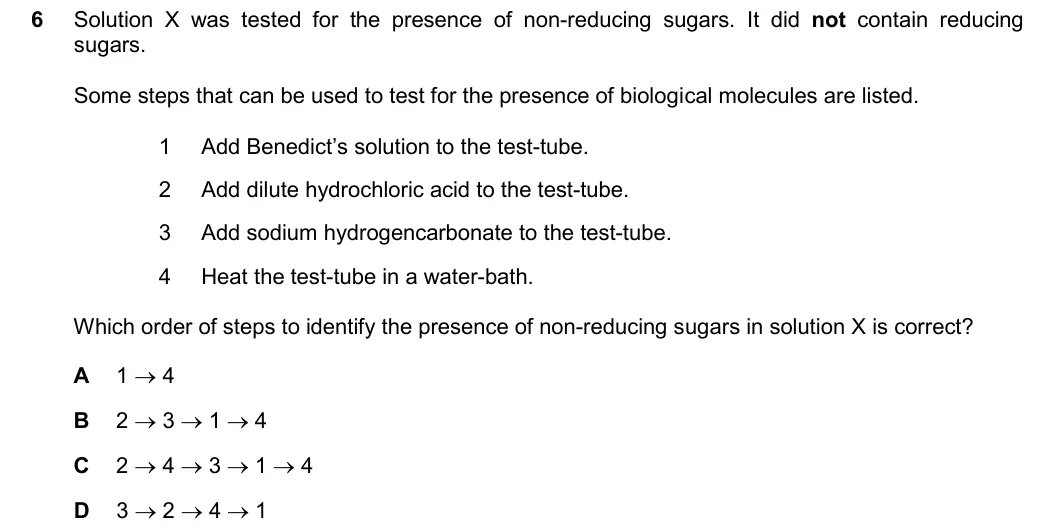 6 Solution X was tested for the presence of non-reducing sugars. It did not contain reducing
sugars.
Some steps that can be used to test for the presence of biological molecules are listed.
1 Add Benedict's solution to the test-tube.
2 Add dilute hydrochloric acid to the test-tube.
3 Add sodium hydrogencarbonate to the test-tube.
4 Heat the test-tube in a water-bath.
Which order of steps to identify the presence of non-reducing sugars in solution X is correct?
A 1 → 4
B 2 → 3 → 1 → 4
C 2 → 4 → 3 → 1 → 4
D 3 → 2 → 4 → 1